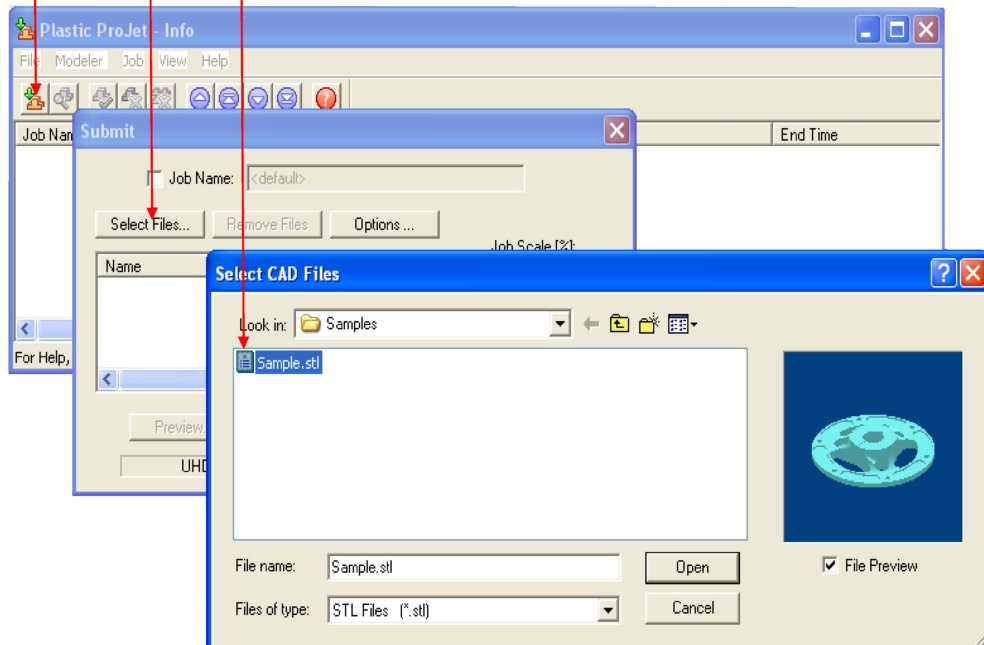 Plastic ProJet - Info
File Modeler Job View Help
Job Nan
End Time
For Help,
Submit
Job Name: <default>
Select Files... Remove Files Options ...
Job Scale [%]:
Name
Preview.
UHD
Select CAD Files
Look in: Samples
Sample.stl
File name: Sample.stl Open
File Preview
Files of type: STL Files (*.stl) Cancel